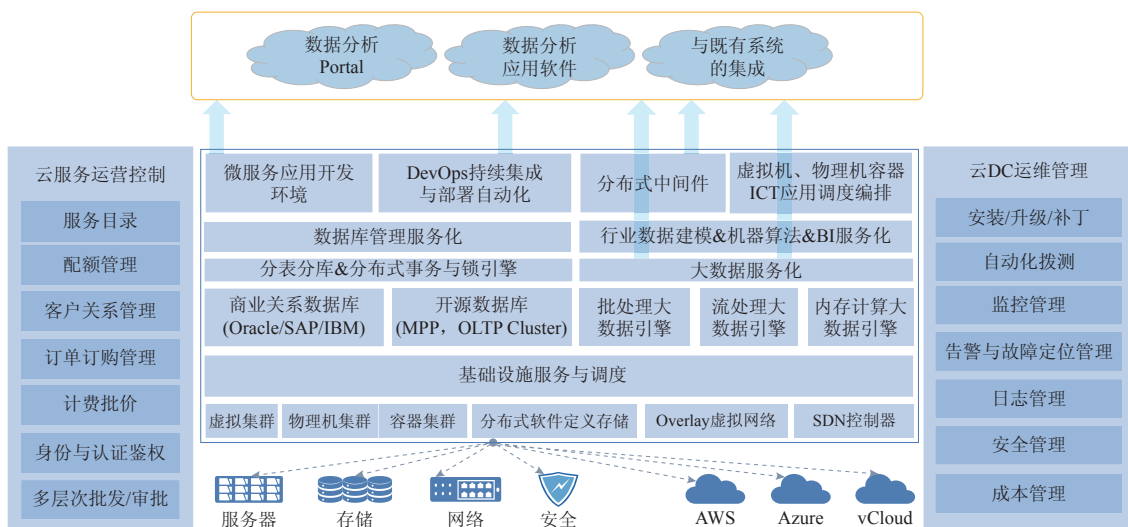 数据分析
Portal
数据分析
应用软件
与既有系统
的集成
云服务运营控制
服务目录
配额管理
客户关系管理
订单订购管理
计费批价
身份与认证鉴权
多层次批发/审批
微服务应用开发
环境
DevOps持续集成
与部署自动化
分布式中间件
虚拟机、物理机容器
ICT应用调度编排
数据库管理服务化
行业数据建模&机器算法&BI服务化
分表分库&分布式事务与锁引擎
大数据服务化
商业关系数据库
(Oracle/SAP/IBM)
开源数据库
(MPP，OLTP Cluster)
批处理大
数据引擎
流处理大
数据引擎
内存计算大
数据引擎
基础设施服务与调度
虚拟集群
物理机集群
容器集群
分布式软件定义存储
Overlay虚拟网络
SDN控制器
服务器
存储
网络
安全
AWS
Azure
vCloud
云DC运维管理
安装/升级/补丁
自动化拨测
监控管理
告警与故障定位管理
日志管理
安全管理
成本管理